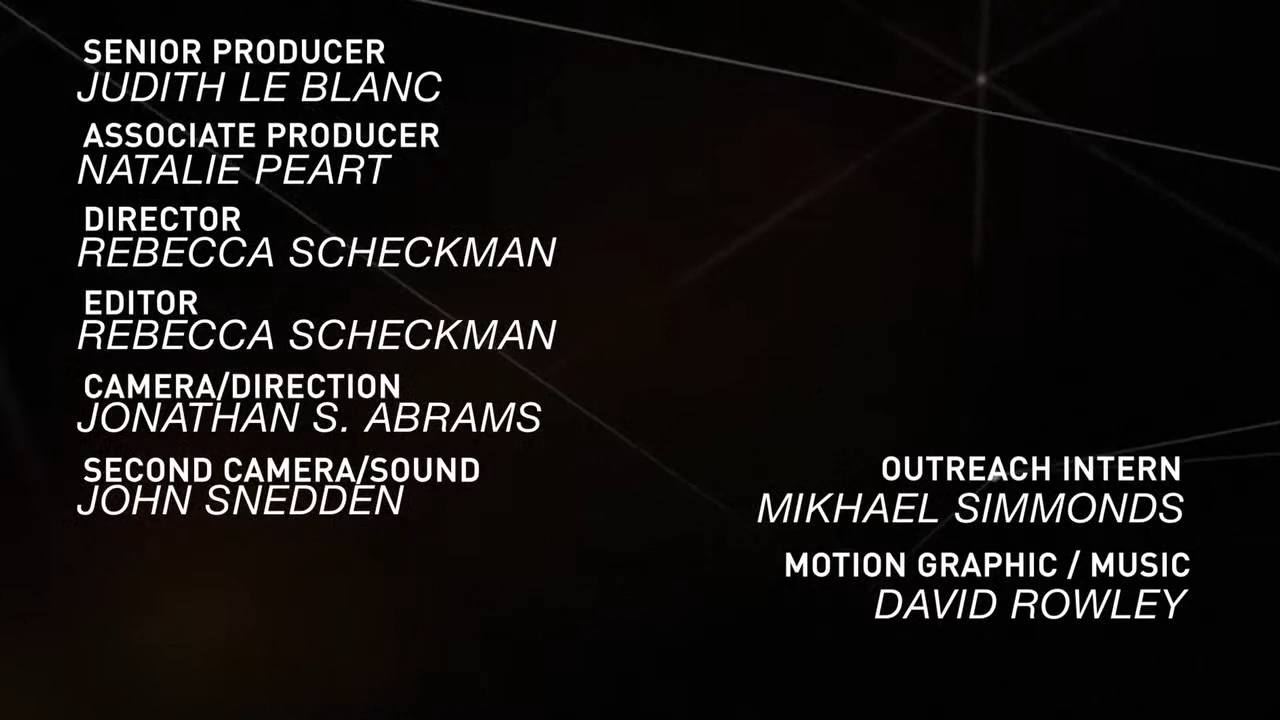 SENIOR PRODUCER
JUDITH LE BLANC
ASSOCIATE PRODUCER
NATALIE PEART
DIRECTOR
REBECCA SCHECKMAN
EDITOR
REBECCA SCHECKMAN
CAMERA/DIRECTION
JONATHAN S. ABRAMS
SECOND CAMERA/SOUND
JOHN SNEDDEN
OUTREACH INTERN
MIKHAEL SIMMONDS
MOTION GRAPHIC / MUSIC
DAVID ROWLEY